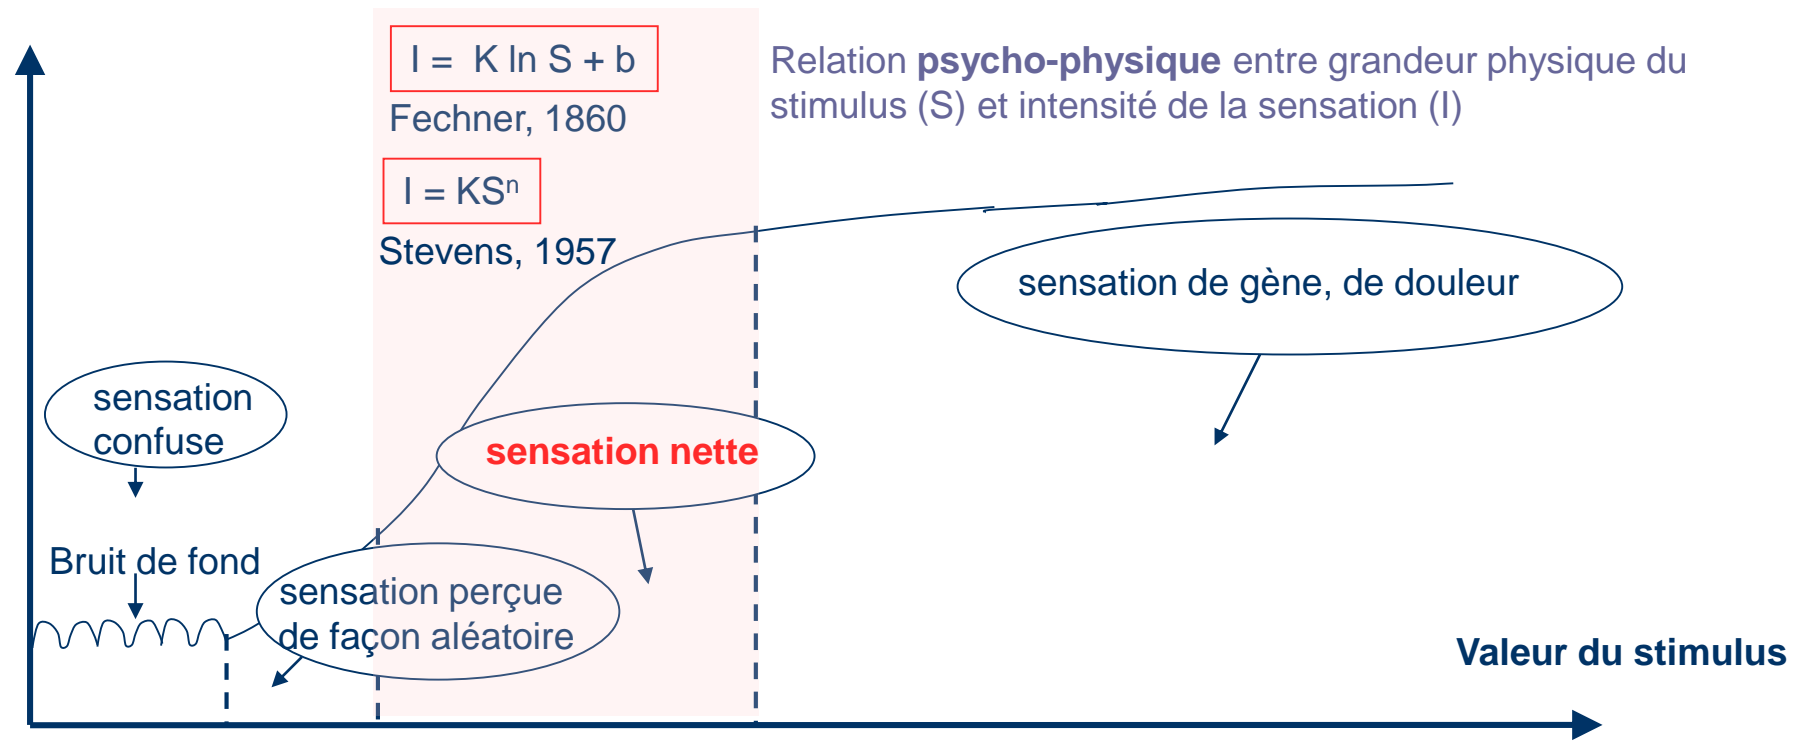 I = K ln S + b
Fechner, 1860
I = KSⁿ
Stevens, 1957
Relation psycho-physique entre grandeur physique du
stimulus (S) et intensité de la sensation (I)
sensation de gène, de douleur
sensation
confuse
sensation nette
Bruit de fond
sensation perçue
de façon aléatoire
Valeur du stimulus